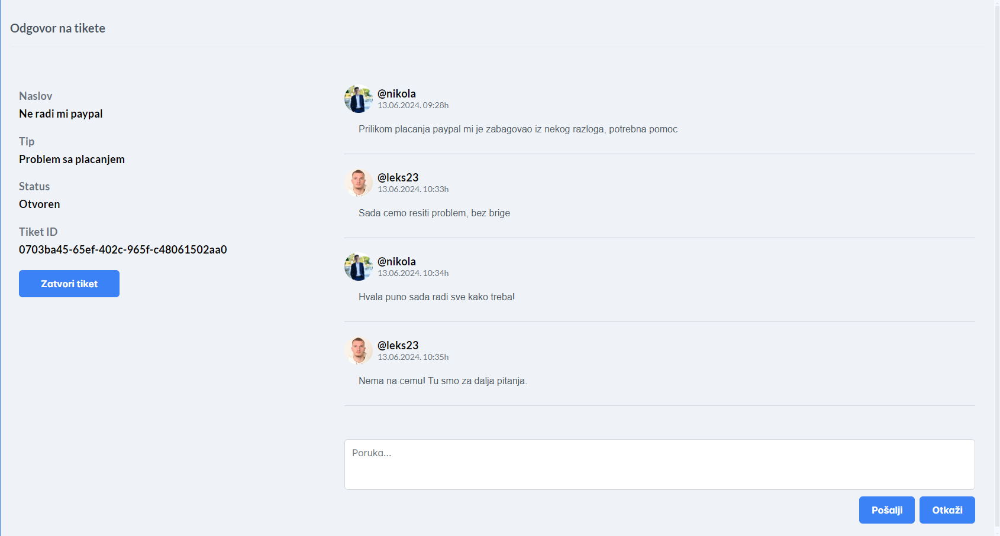 Odgovor na tikete
Naslov
Ne radi mi paypal
Tip
Problem sa placanjem
Status
Otvoren
Tiket ID
0703ba45-65ef-402c-965f-c48061502aa0
Zatvori tiket
@nikola
13.06.2024. 09:28h
Prilikom placanja paypal mi je zabagovao iz nekog razloga, potrebna pomoc
@leks23
13.06.2024. 10:33h
Sada cemo resiti problem, bez brige
@nikola
13.06.2024. 10:34h
Hvala puno sada radi sve kako treba!
@leks23
13.06.2024. 10:35h
Nema na cemu! Tu smo za dalja pitanja.
Poruka...
Pošalji
Otkaži